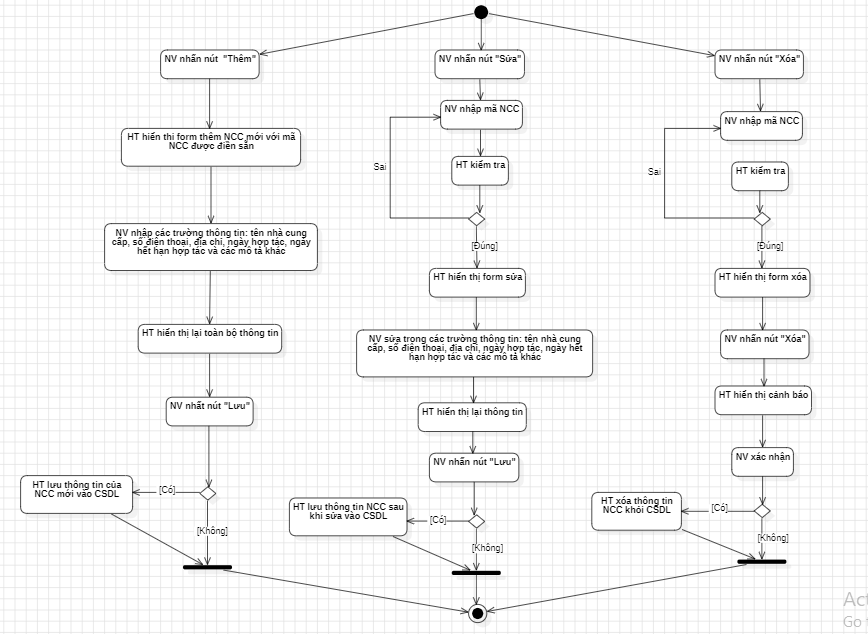 NV nhấn nút "Thêm"
HT hiển thị form thêm NCC mới với mã
NCC được điền sẵn
NV nhập các trường thông tin: tên nhà cung
cấp, số điện thoại, địa chỉ, ngày hợp tác, ngày
hết hạn hợp tác và các mô tả khác
HT hiển thị lại toàn bộ thông tin
NV nhất nút "Lưu"
[Có]
HT lưu thông tin của
NCC mới vào CSDL
[Không]
NV nhấn nút "Sửa"
NV nhập mã NCC
Sai
HT kiểm tra
[Đúng]
HT hiển thị form sửa
NV sửa trong các trường thông tin: tên nhà cung
cấp, số điện thoại, địa chỉ, ngày hợp tác, ngày hết
hạn hợp tác và các mô tả khác
HT hiển thị lại thông tin
NV nhấn nút "Lưu"
[Có]
HT lưu thông tin NCC sau
khi sửa vào CSDL
[Không]
NV nhấn nút "Xóa"
NV nhập mã NCC
Sai
HT kiểm tra
[Đúng]
HT hiển thị form xóa
NV nhấn nút "Xóa"
HT hiển thị cảnh báo
NV xác nhận
[Có]
HT xóa thông tin
NCC khỏi CSDL
[Không]
Act
Go